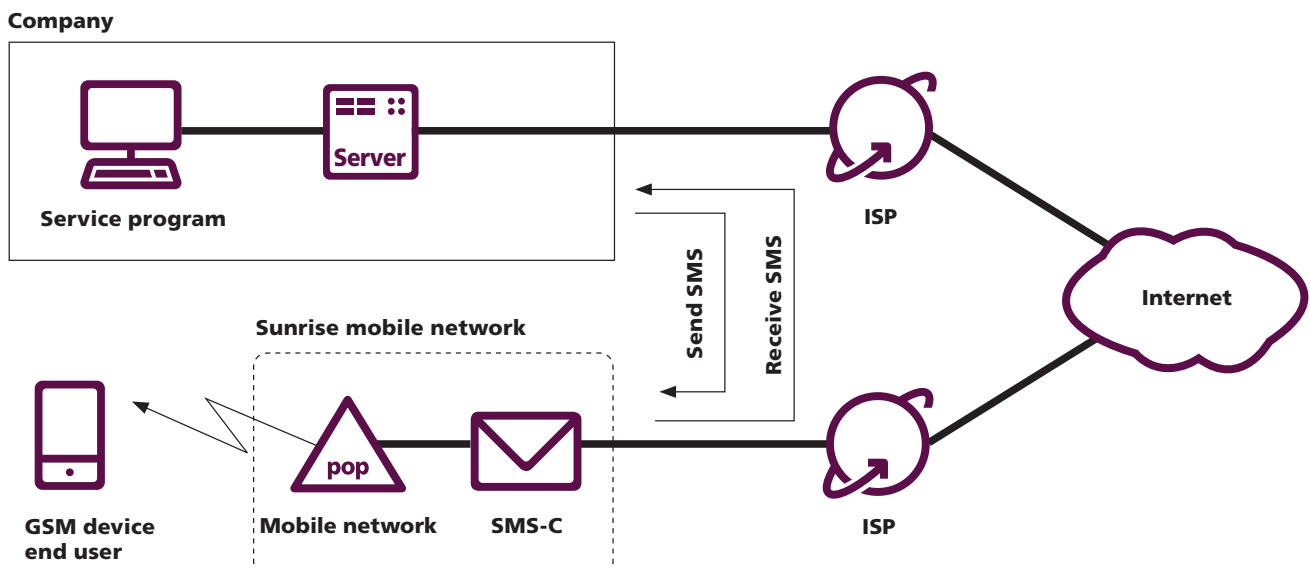 Company
Server
Service program
ISP
Send SMS
Receive SMS
Internet
Sunrise mobile network
pop
GSM device
end user
Mobile network
SMS-C
ISP